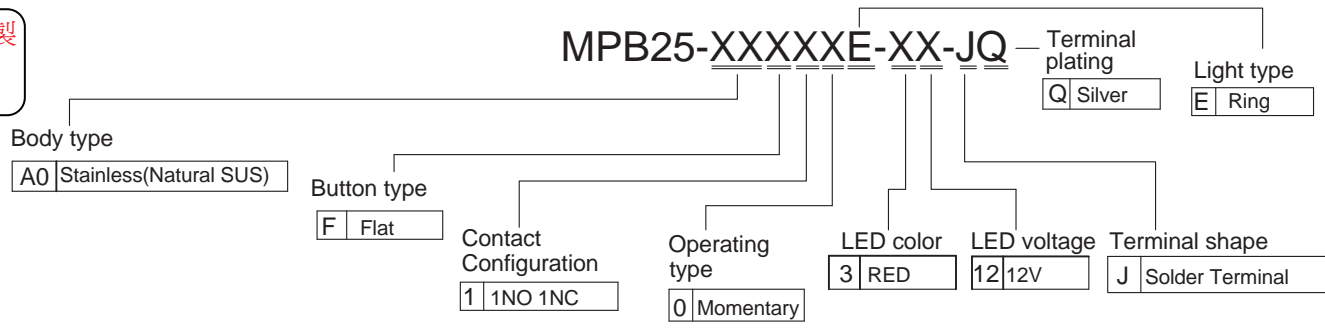 製
MPB25-XXXXXE-XX-JQ
Terminal
plating
Q Silver
Light type
E Ring
Body type
A0 Stainless(Natural SUS)
Button type
F Flat
Contact
Configuration
1 1NO 1NC
Operating
type
0 Momentary
LED color
3 RED
LED voltage
12 12V
Terminal shape
J Solder Terminal